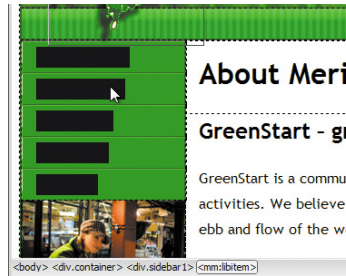 About Meri
GreenStart - g
GreenStart is a commu
activities. We believe
ebb and flow of the w
<body> <div.container> <div.sidebar1> <mm:libitem>